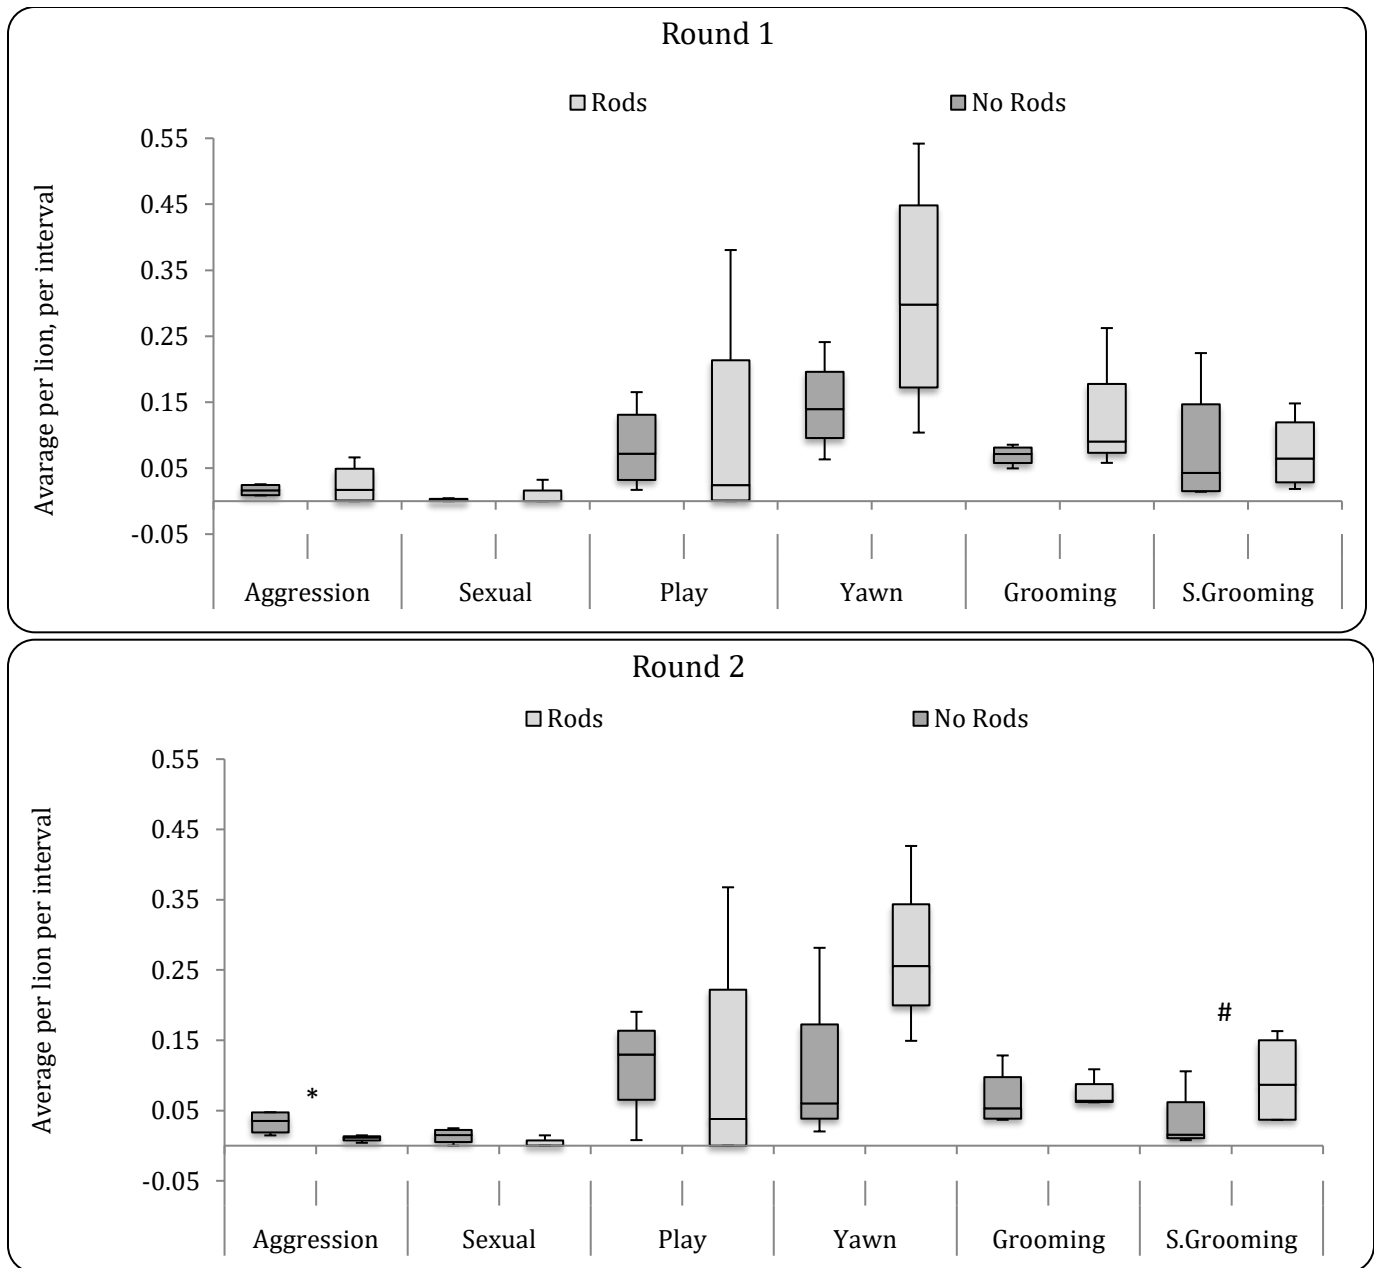 Round 1
Rods No Rods
Avarage per lion, per interval
0.55
0.45
0.35
0.25
0.15
0.05
-0.05
Aggression Sexual Play Yawn Grooming S.Grooming
Round 2
Rods No Rods
Average per lion per interval
0.55
0.45
0.35
0.25
0.15
0.05
-0.05
*
#
Aggression Sexual Play Yawn Grooming S.Grooming